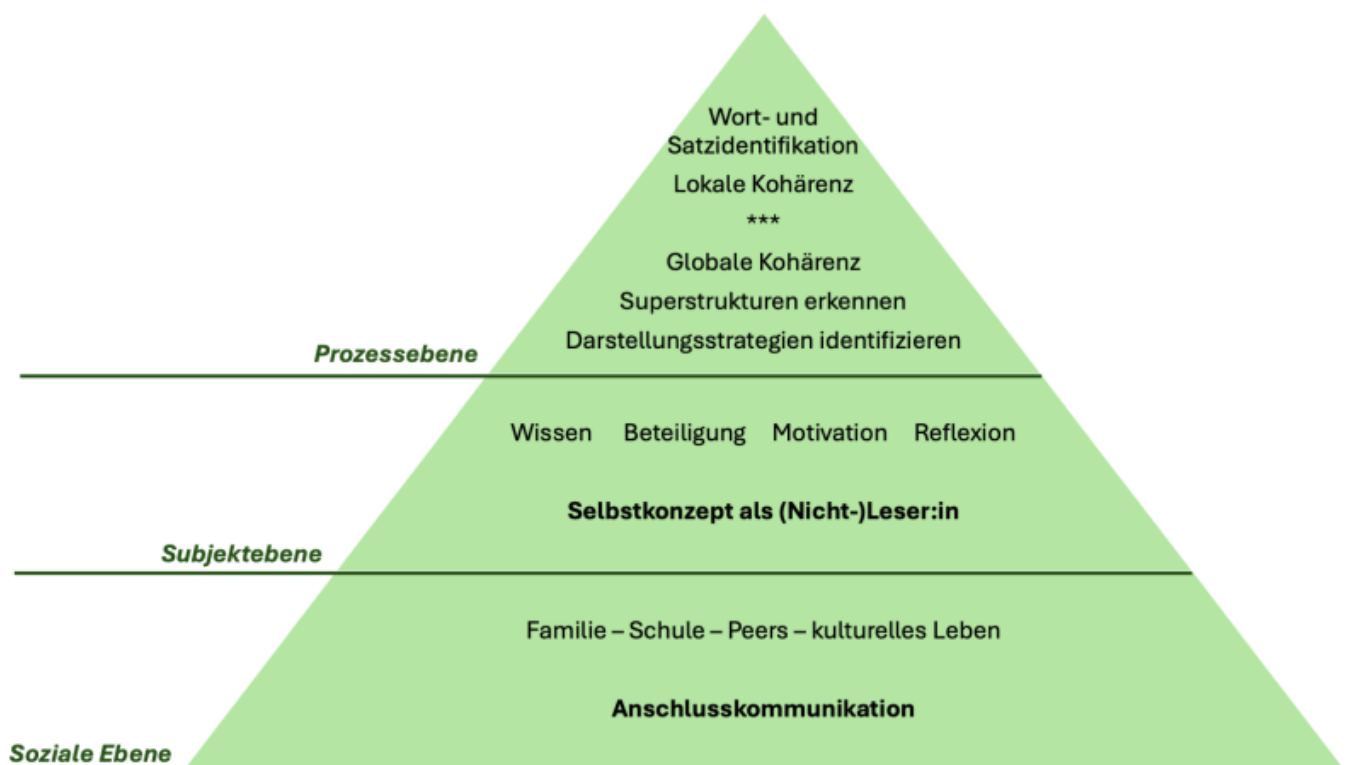 Wort- und
Satzidentifikation
Lokale Kohärenz
***
Globale Kohärenz
Superstrukturen erkennen
Darstellungsstrategien identifizieren
Prozessebene
Wissen Beteiligung Motivation Reflexion
Selbstkonzept als (Nicht-)Leser:in
Subjektebene
Familie – Schule – Peers – kulturelles Leben
Anschlusskommunikation
Soziale Ebene